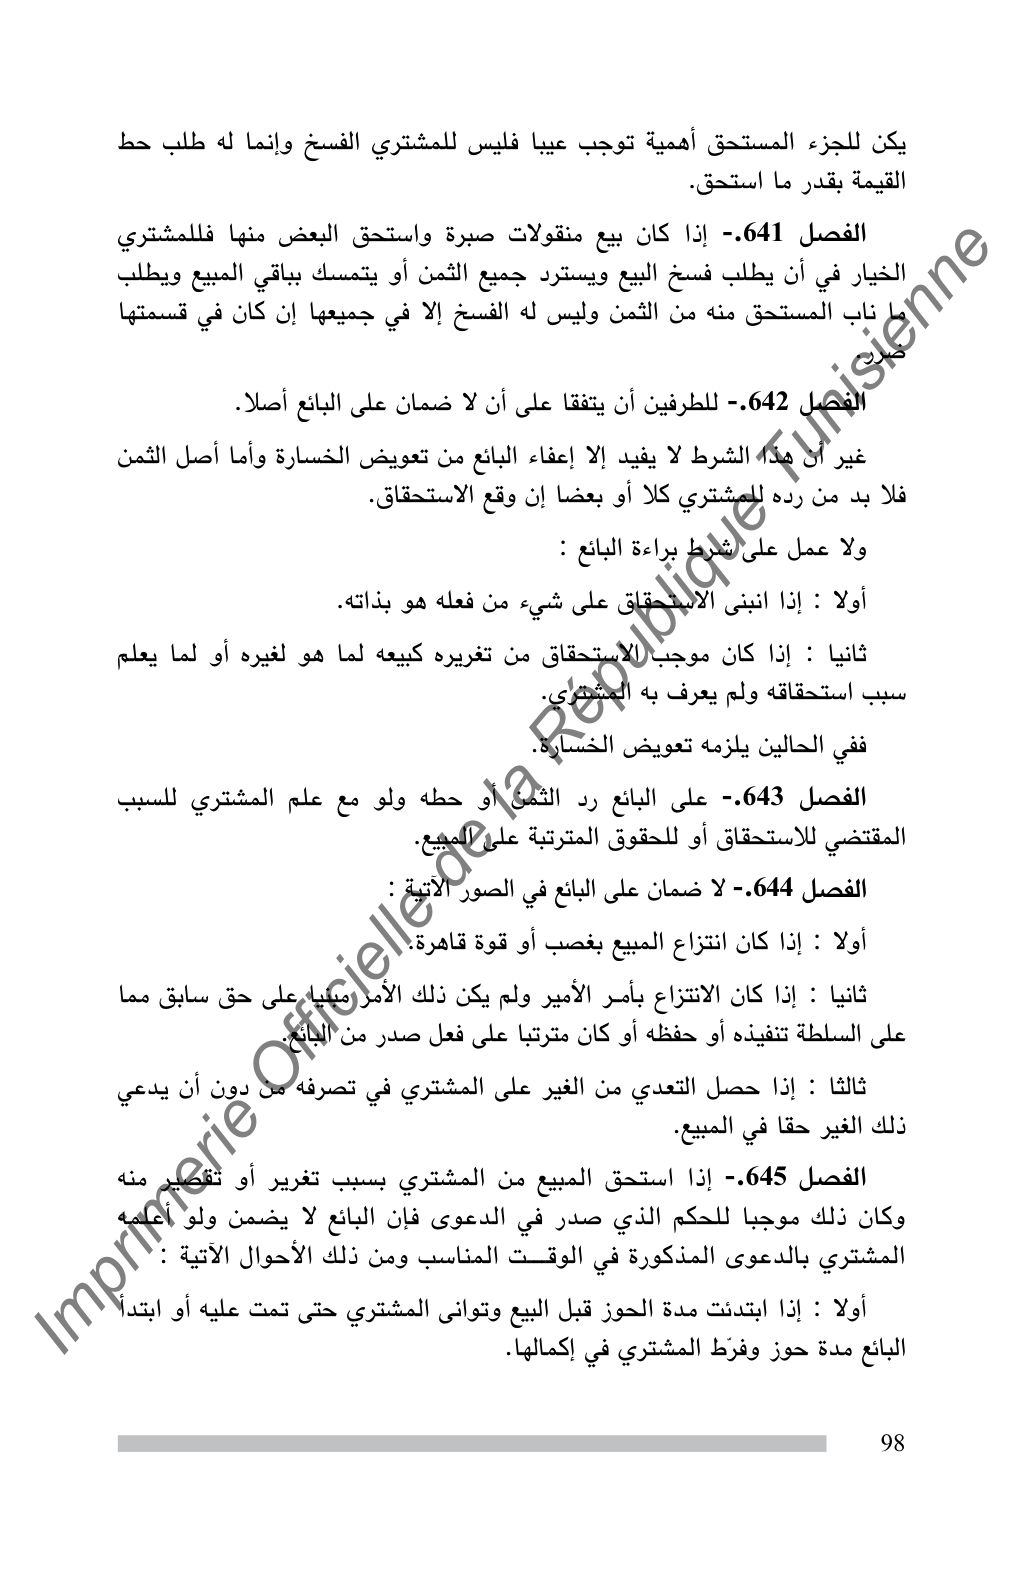 يكن للجزء المستحق أهمية توجب عيبا فليس للمشتري الفسخ وإنما له طلب حط
القيمة بقدر ما استحق.
الفصل 641.- إذا كان بيع منقولات صبرة واستحق البعض منها فللمشتري
الخيار في أن يطلب فسخ البيع ويسترد جميع الثمن أو يتمسك بباقي المبيع ويطلب
ما ناب المستحق منه من الثمن وليس له الفسخ إلا في جميعها إن كان في قسمتها
ضرر.
الفصل 642.- للطرفين أن يتفقا على أن لا ضمان على البائع أصلا.
غير أن هذا الشرط لا يفيد إلا إعفاء البائع من تعويض الخسارة وأما أصل الثمن
فلا بد من رده للمشتري كلا أو بعضا إن وقع الاستحقاق.
ولا عمل على شرط براءة البائع :
أولا : إذا انبنى الاستحقاق على شيء من فعله هو بذاته.
ثانيا : إذا كان موجب الاستحقاق من تغريره كبيعه لما هو لغيره أو لما يعلم
سبب استحقاقه ولم يعرف به المشتري.
ففي الحالين يلزمه تعويض الخسارة.
الفصل 643.- على البائع رد الثمن أو حطه ولو مع علم المشتري للسبب
المقتضي للاستحقاق أو للحقوق المترتبة على المبيع.
الفصل 644.- لا ضمان على البائع في الصور الآتية :
أولا : إذا كان انتزاع المبيع بغصب أو قوة قاهرة.
ثانيا : إذا كان الانتزاع بأمـر الأمير ولم يكن ذلك الأمر مبنيا على حق سابق مما
على السلطة تنفيذه أو حفظه أو كان مترتبا على فعل صدر من البائع.
ثالثا : إذا حصل التعدي من الغير على المشتري في تصرفه من دون أن يدعي
ذلك الغير حقا في المبيع.
الفصل 645.- إذا استحق المبيع من المشتري بسبب تغرير أو تقصير منه
وكان ذلك موجبا للحكم الذي صدر في الدعوى فإن البائع لا يضمن ولو أعلمه
المشتري بالدعوى المذكورة في الوقـــت المناسب ومن ذلك الأحوال الآتية :
أولا : إذا ابتدئت مدة الحوز قبل البيع وتوانى المشتري حتى تمت عليه أو ابتدأ
البائع مدة حوز وفرّط المشتري في إكمالها.
98
Imprimerie Officielle de la République Tunisienne